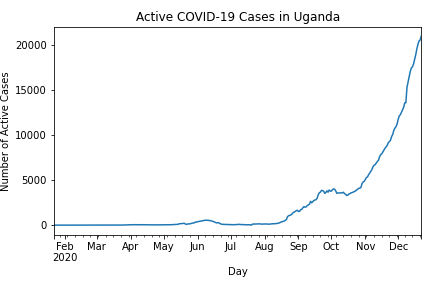 Active COVID-19 Cases in Uganda
Number of Active Cases
20000
15000
10000
5000
0
Feb Mar Apr May Jun Jul Aug Sep Oct Nov Dec
2020
Day